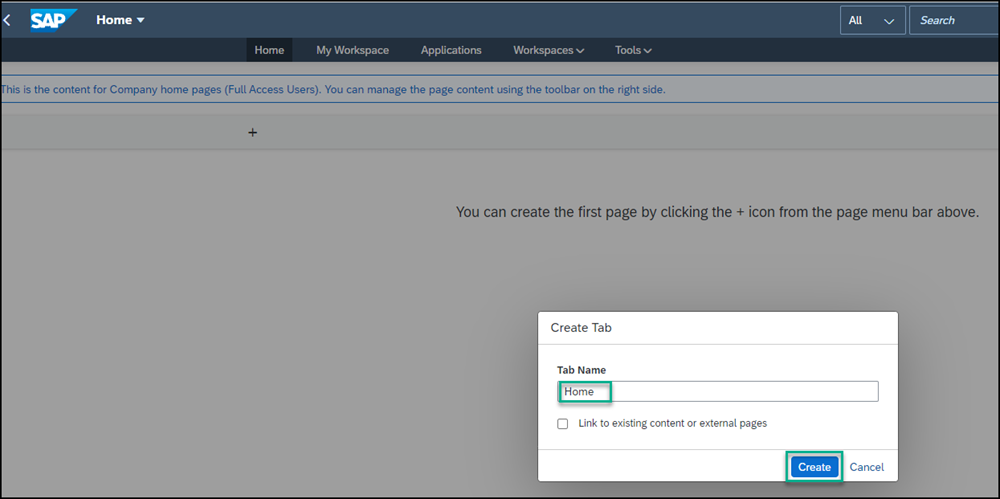 SAP Home All Search
Home My Workspace Applications Workspaces Tools
This is the content for Company home pages (Full Access Users). You can manage the page content using the toolbar on the right side.
+
You can create the first page by clicking the + icon from the page menu bar above.
Create Tab
Tab Name
Home
Link to existing content or external pages
Create Cancel